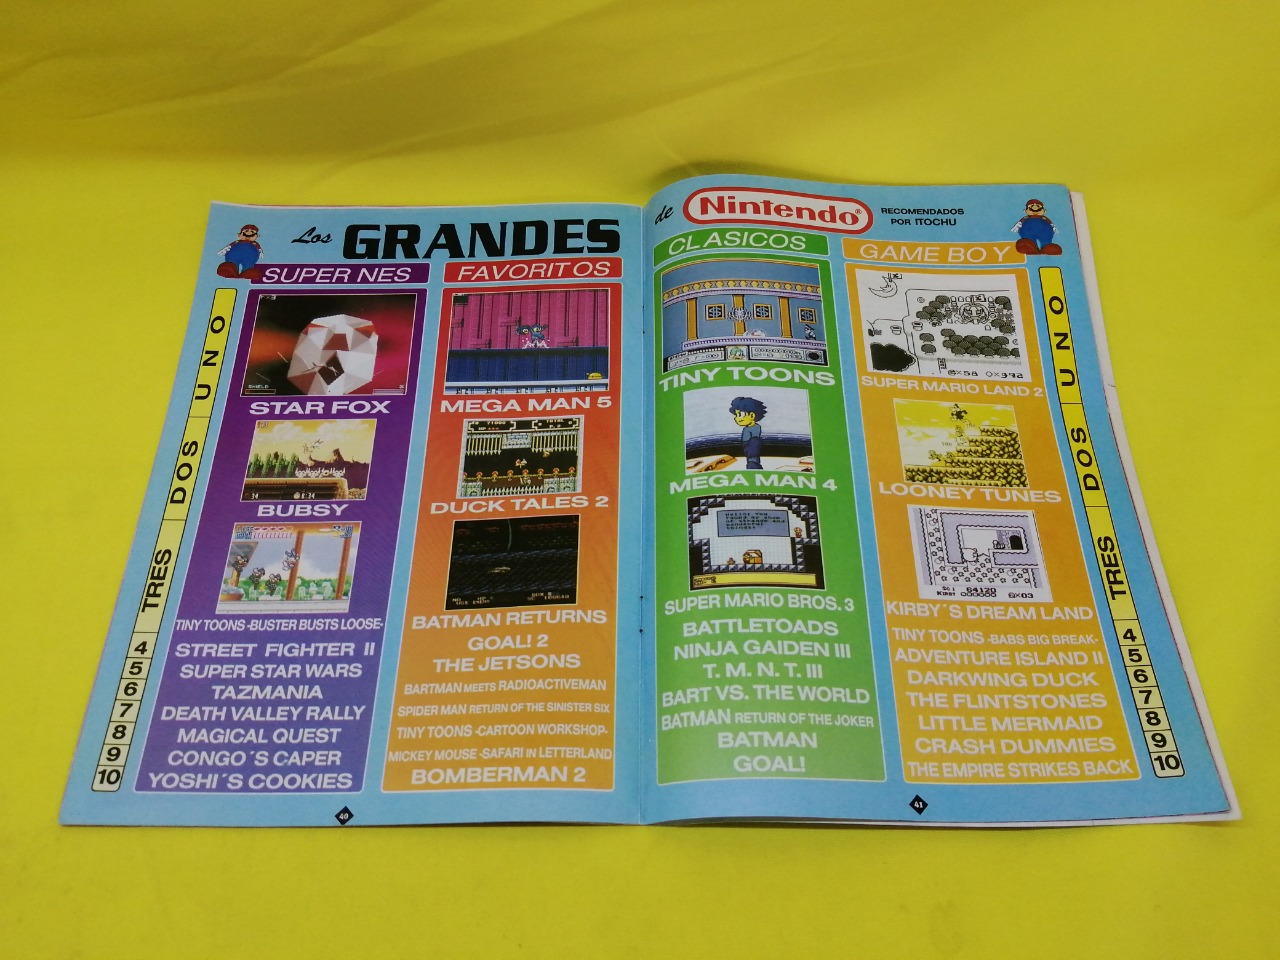 Los GRANDES
de Nintendo®
RECOMENDADOS
POR ITOCHU
UNO
DOS
TRES
4
5
6
7
8
9
10
SUPER NES
SHIELD
STAR FOX
BUBSY
TINY TOONS -BUSTER BUSTS LOOSE-
STREET FIGHTER II
SUPER STAR WARS
TAZMANIA
DEATH VALLEY RALLY
MAGICAL QUEST
CONGO´S CAPER
YOSHI´S COOKIES
FAVORITOS
MEGA MAN 5
DUCK TALES 2
BATMAN RETURNS
GOAL! 2
THE JETSONS
BARTMAN MEETS RADIOACTIVEMAN
SPIDER MAN RETURN OF THE SINISTER SIX
TINY TOONS -CARTOON WORKSHOP-
MICKEY MOUSE -SAFARI IN LETTERLAND
BOMBERMAN 2
40
CLASICOS
TINY TOONS
MEGA MAN 4
SUPER MARIO BROS. 3
BATTLETOADS
NINJA GAIDEN III
T. M. N. T. III
BART VS. THE WORLD
BATMAN RETURN OF THE JOKER
BATMAN
GOAL!
GAME BOY
SUPER MARIO LAND 2
LOONEY TUNES
KIRBY´S DREAM LAND
TINY TOONS -BABS BIG BREAK-
ADVENTURE ISLAND II
DARKWING DUCK
THE FLINTSTONES
LITTLE MERMAID
CRASH DUMMIES
THE EMPIRE STRIKES BACK
UNO
DOS
TRES
4
5
6
7
8
9
10
41